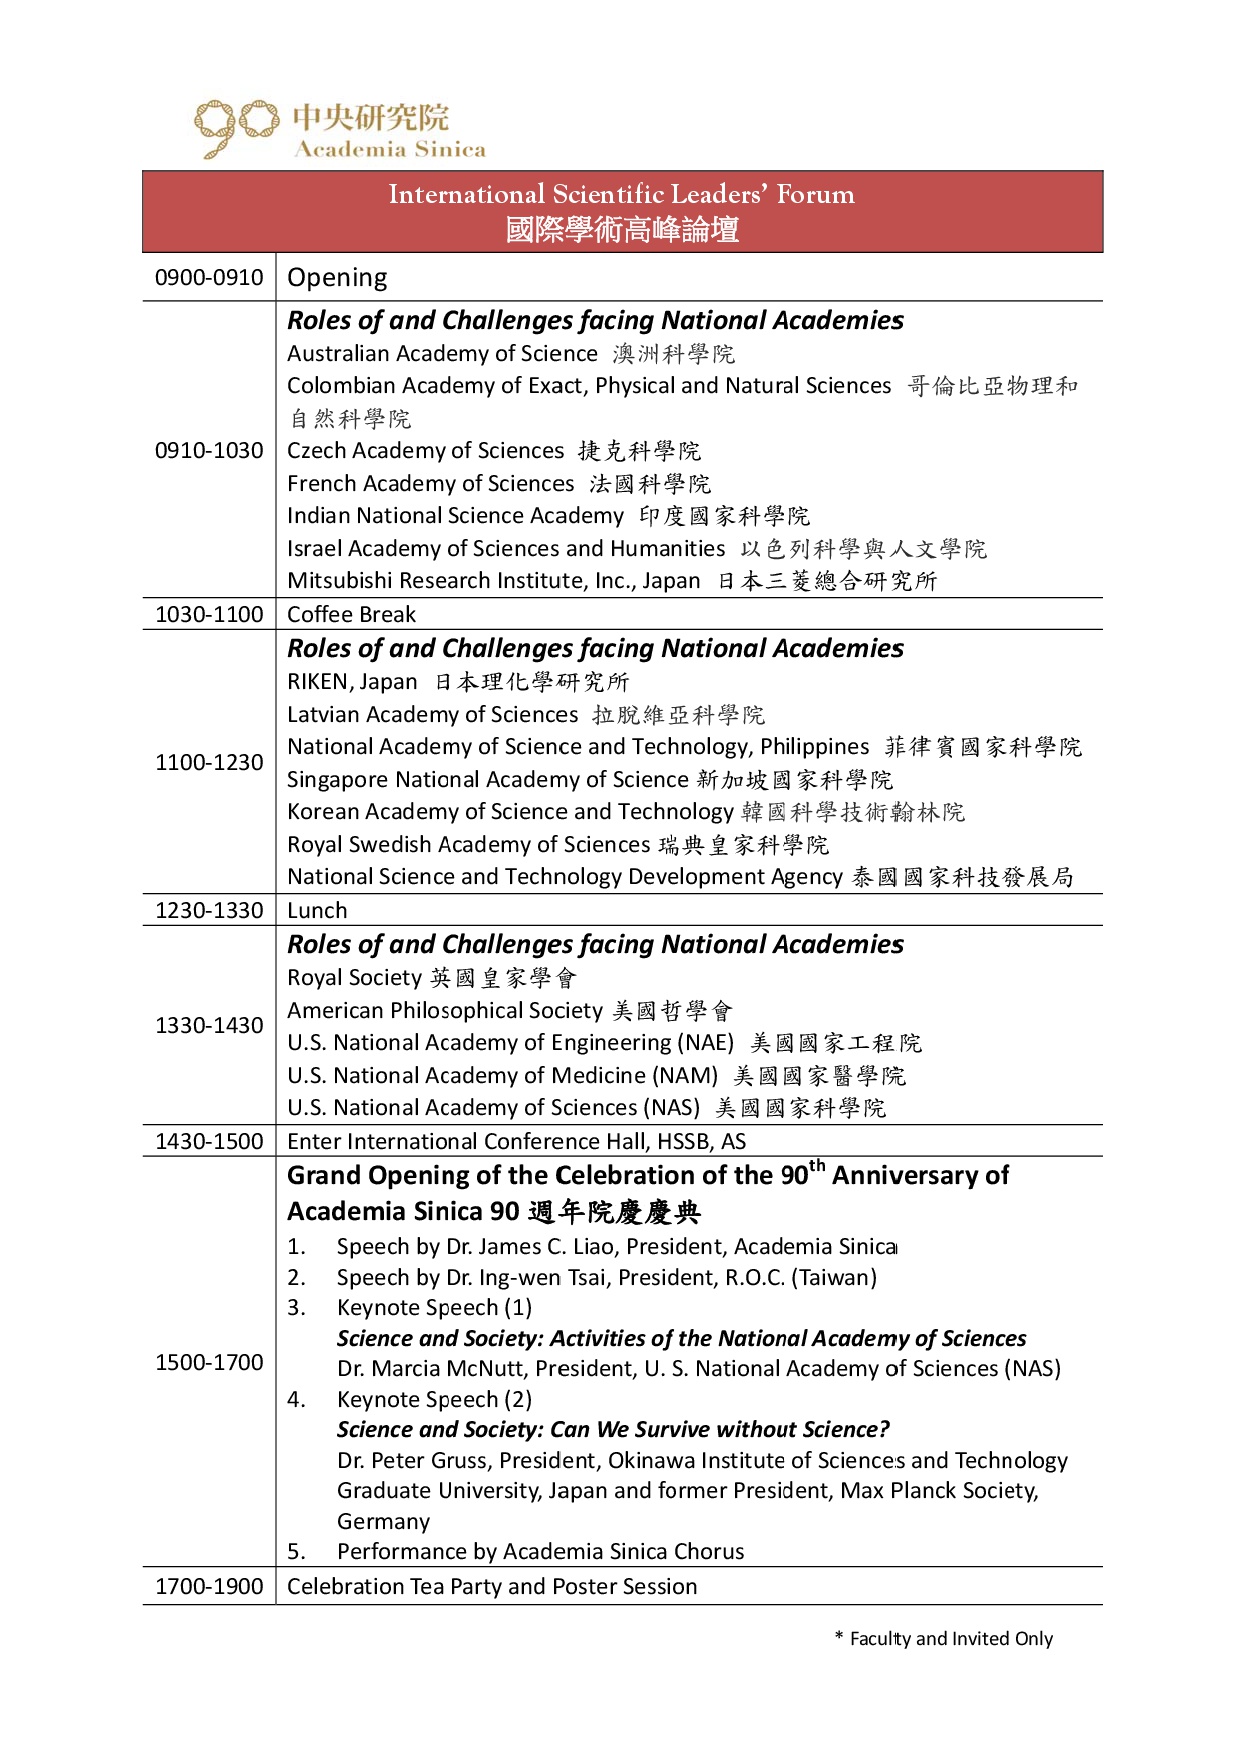 90 中央研究院
Academia Sinica
International Scientific Leaders’ Forum
國際學術高峰論壇
0900-0910 Opening
0910-1030
Roles of and Challenges facing National Academies
Australian Academy of Science 澳洲科學院
Colombian Academy of Exact, Physical and Natural Sciences 哥倫比亞物理和
自然科學院
Czech Academy of Sciences 捷克科學院
French Academy of Sciences 法國科學院
Indian National Science Academy 印度國家科學院
Israel Academy of Sciences and Humanities 以色列科學與人文學院
Mitsubishi Research Institute, Inc., Japan 日本三菱總合研究所
1030-1100 Coffee Break
1100-1230
Roles of and Challenges facing National Academies
RIKEN, Japan 日本理化學研究所
Latvian Academy of Sciences 拉脫維亞科學院
National Academy of Science and Technology, Philippines 菲律賓國家科學院
Singapore National Academy of Science 新加坡國家科學院
Korean Academy of Science and Technology 韓國科學技術翰林院
Royal Swedish Academy of Sciences 瑞典皇家科學院
National Science and Technology Development Agency 泰國國家科技發展局
1230-1330 Lunch
1330-1430
Roles of and Challenges facing National Academies
Royal Society 英國皇家學會
American Philosophical Society 美國哲學會
U.S. National Academy of Engineering (NAE) 美國國家工程院
U.S. National Academy of Medicine (NAM) 美國國家醫學院
U.S. National Academy of Sciences (NAS) 美國國家科學院
1430-1500 Enter International Conference Hall, HSSB, AS
1500-1700
Grand Opening of the Celebration of the 90th Anniversary of
Academia Sinica 90 週年院慶慶典
1. Speech by Dr. James C. Liao, President, Academia Sinica
2. Speech by Dr. Ing-wen Tsai, President, R.O.C. (Taiwan)
3. Keynote Speech (1)
Science and Society: Activities of the National Academy of Sciences
Dr. Marcia McNutt, President, U. S. National Academy of Sciences (NAS)
4. Keynote Speech (2)
Science and Society: Can We Survive without Science?
Dr. Peter Gruss, President, Okinawa Institute of Sciences and Technology
Graduate University, Japan and former President, Max Planck Society,
Germany
5. Performance by Academia Sinica Chorus
1700-1900 Celebration Tea Party and Poster Session
* Faculty and Invited Only